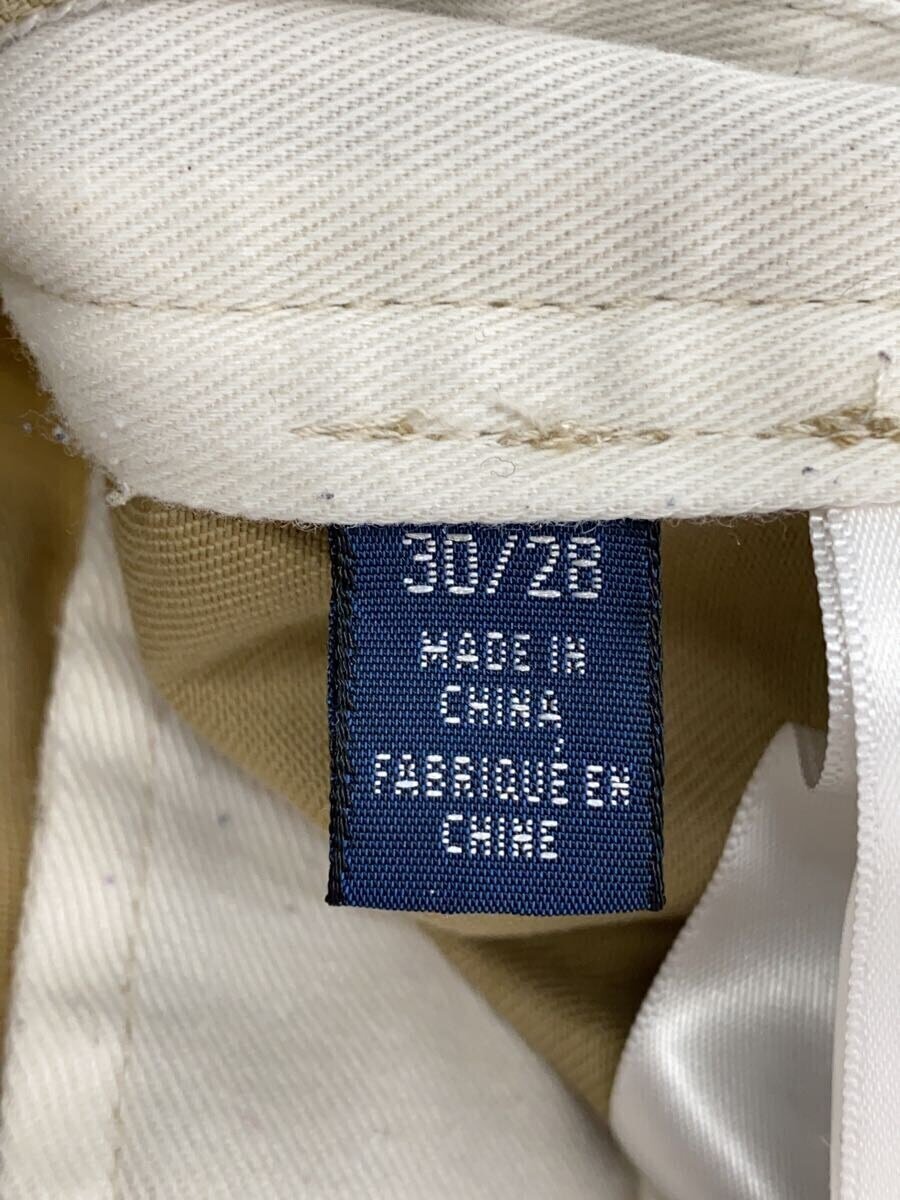 30/28
MADE IN
CHINA
FABRIQUÉ EN
CHINE